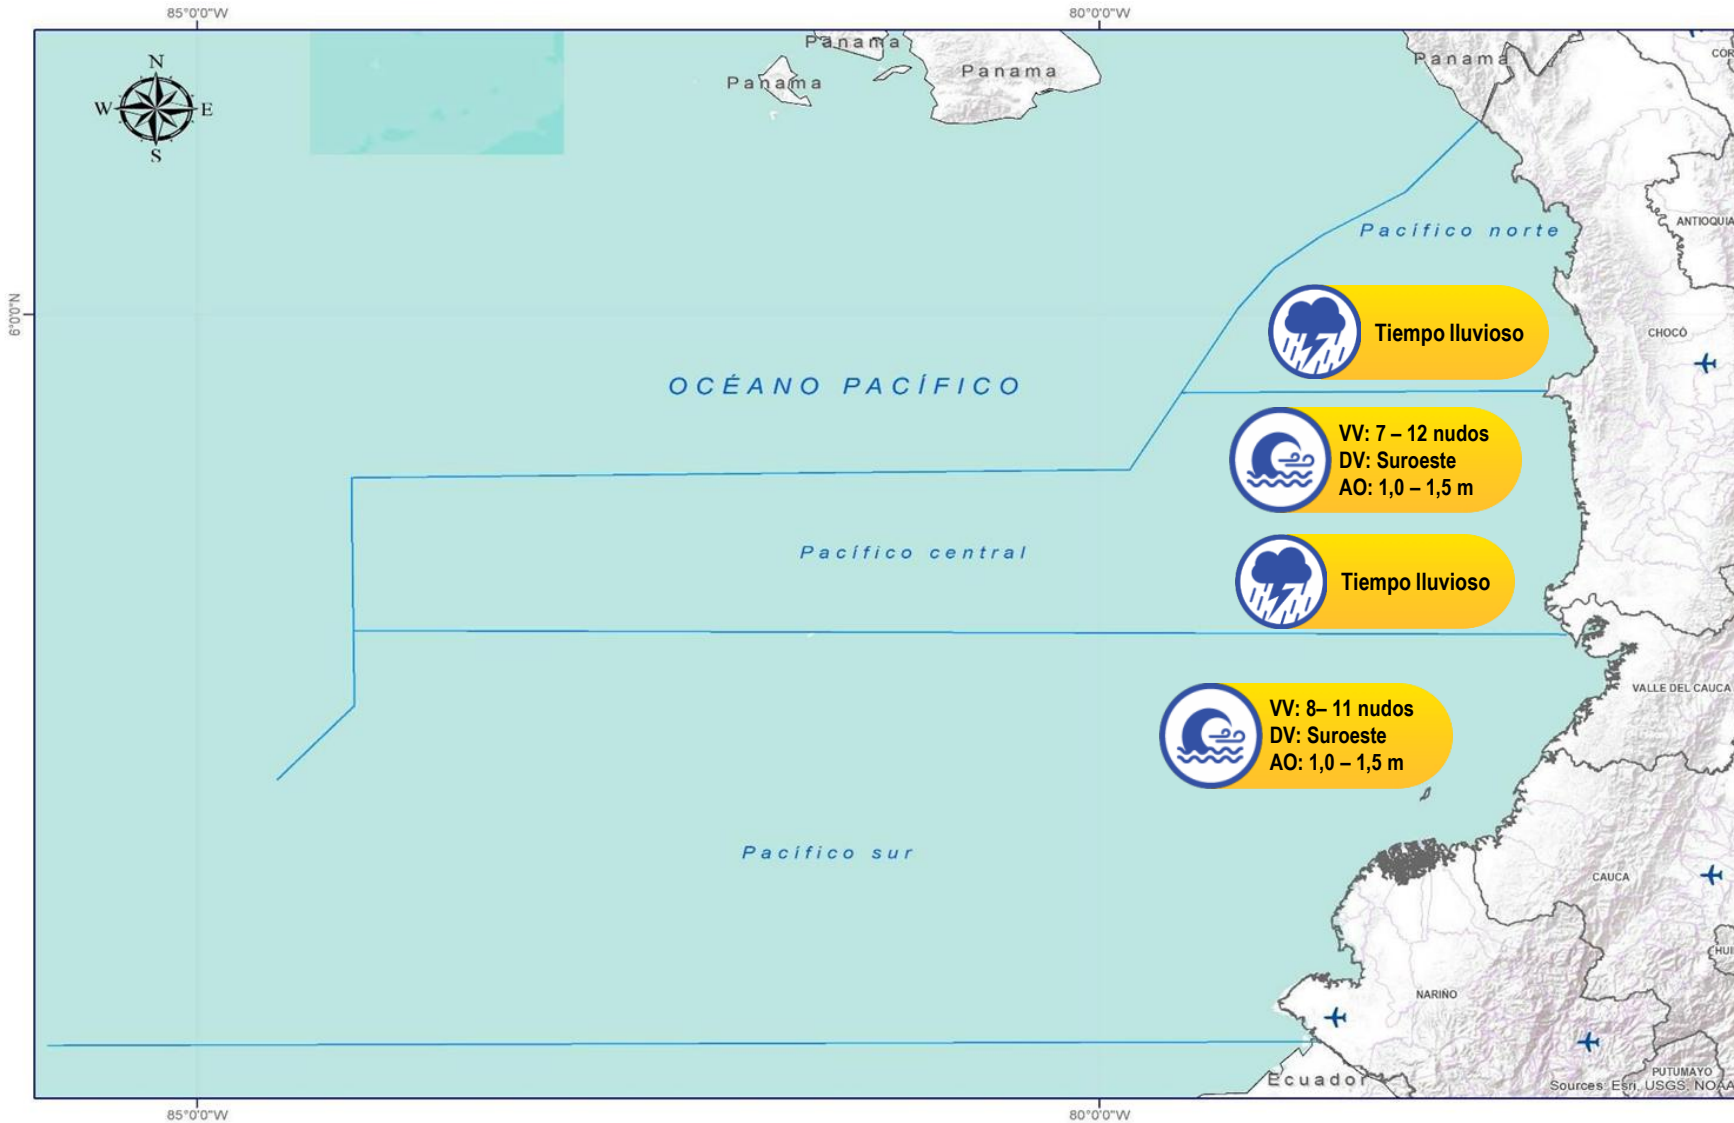 85°0'0"W
80°0'0"W
N
W
E
S
6°0'0"N
Panama
Panama
Panama
Panama
COR
ANTIOQUIA
Pacífico norte
Tiempo lluvioso
CHOCÓ
OCÉANO PACÍFICO
VV: 7 – 12 nudos
DV: Suroeste
AO: 1,0 – 1,5 m
Pacífico central
Tiempo lluvioso
VALLE DEL CAUCA
VV: 8– 11 nudos
DV: Suroeste
AO: 1,0 – 1,5 m
Pacífico sur
CAUCA
HUI
NARIÑO
PUTUMAYO
Ecuador
Sources: Esri, USGS, NOAA
85°0'0"W
80°0'0"W